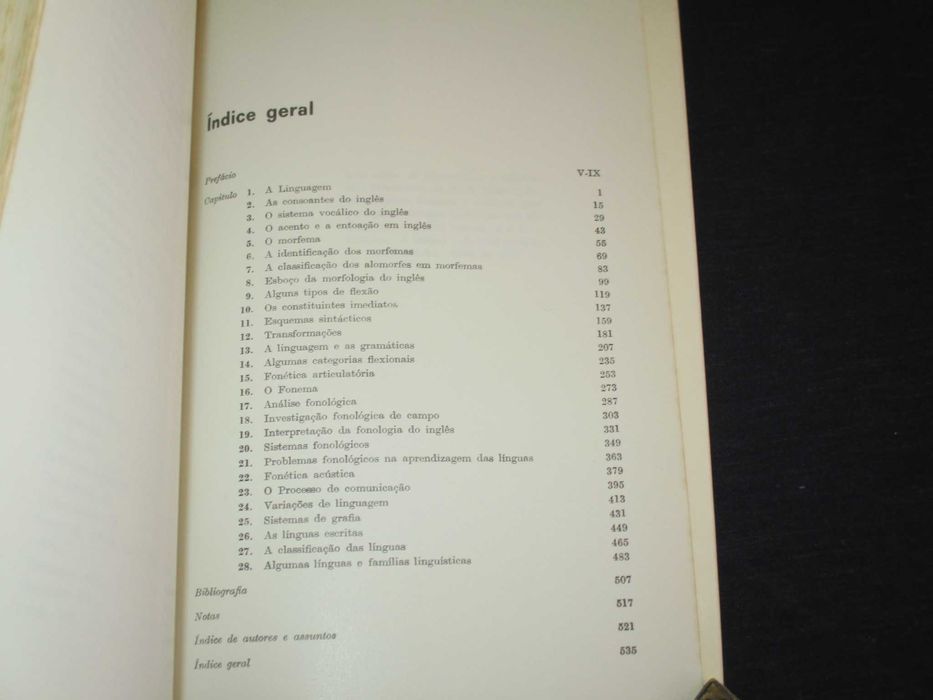 Índice geral
Prefácio V-IX
Capítulo 1. A Linguagem 1
2. As consoantes do inglês 15
3. O sistema vocálico do inglês 29
4. O acento e a entoação em inglês 43
5. O morfema 55
6. A identificação dos morfemas 69
7. A classificação dos alomorfes em morfemas 83
8. Esboço da morfologia do inglês 99
9. Alguns tipos de flexão 119
10. Os constituintes imediatos 137
11. Esquemas sintácticos 159
12. Transformações 181
13. A linguagem e as gramáticas 207
14. Algumas categorias flexionais 235
15. Fonética articulatória 253
16. O Fonema 273
17. Análise fonológica 287
18. Investigação fonológica de campo 303
19. Interpretação da fonologia do inglês 331
20. Sistemas fonológicos 349
21. Problemas fonológicos na aprendizagem das línguas 363
22. Fonética acústica 379
23. O Processo de comunicação 395
24. Variações de linguagem 413
25. Sistemas de grafia 431
26. As línguas escritas 449
27. A classificação das línguas 465
28. Algumas línguas e famílias linguísticas 483
Bibliografia 507
Notas 517
Índice de autores e assuntos 521
Índice geral 535